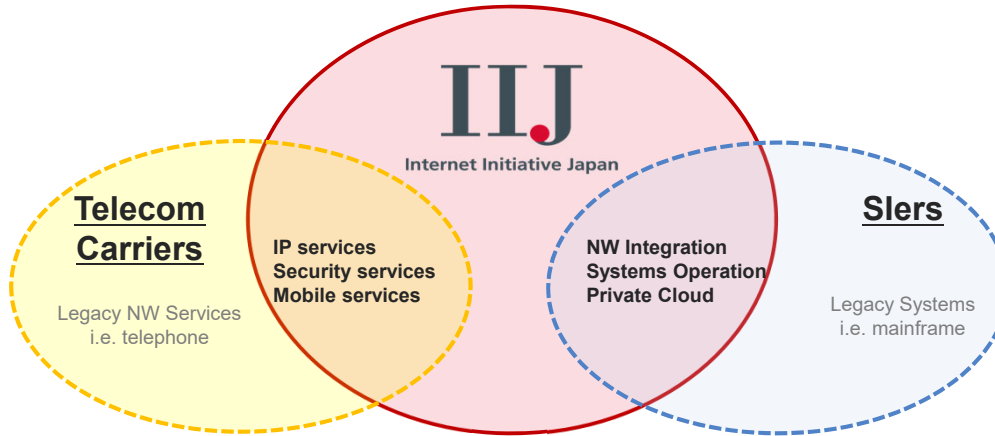 IIJ
Internet Initiative Japan
Telecom
Carriers
Legacy NW Services
i.e. telephone
IP services
Security services
Mobile services
NW Integration
Systems Operation
Private Cloud
SIers
Legacy Systems
i.e. mainframe